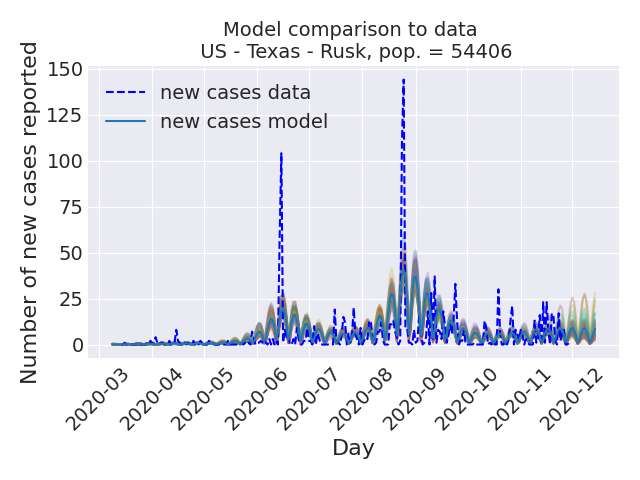 Model comparison to data
US - Texas - Rusk, pop. = 54406
Number of new cases reported
150
125
100
75
50
25
0
new cases data
new cases model
2020-03
2020-04
2020-05
2020-06
2020-07
2020-08
2020-09
2020-10
2020-11
2020-12
Day